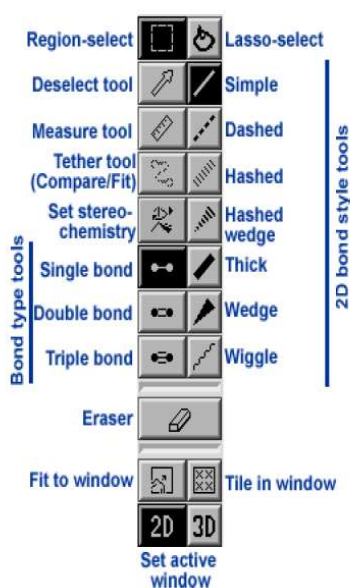 Region-select
Lasso-select
Deselect tool
Simple
Measure tool
Dashed
Tether tool
(Compare/Fit)
Hashed
Set stereo-
chemistry
Hashed
wedge
Single bond
Thick
Double bond
Wedge
Triple bond
Wiggle
Bond type tools
2D bond style tools
Eraser
Fit to window
Tile in window
2D
3D
Set active
window